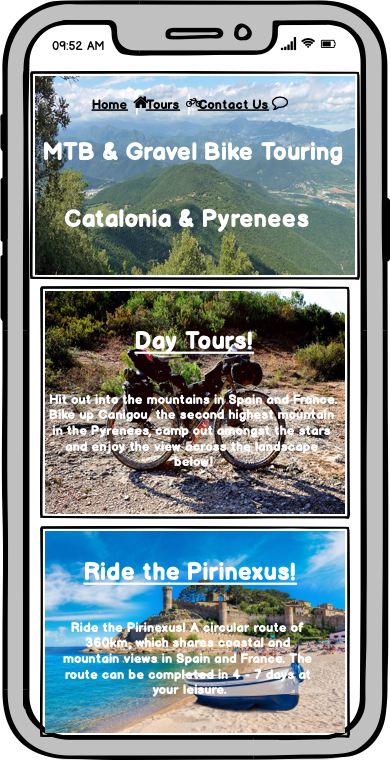 09:52 AM
Home Tours Contact Us
MTB & Gravel Bike Touring
Catalonia & Pyrenees
Day Tours!
Hit out into the mountains in Spain and France.
Bike up Canigou, the second highest mountain
in the Pyrenees, camp out amongst the stars
and enjoy the view across the landscape
below!
Ride the Pirinexus!
Ride the Pirinexus! A circular route of
360km, which shares coastal and
mountain views in Spain and France. The
route can be completed in 4 - 7 days at
your leisure.